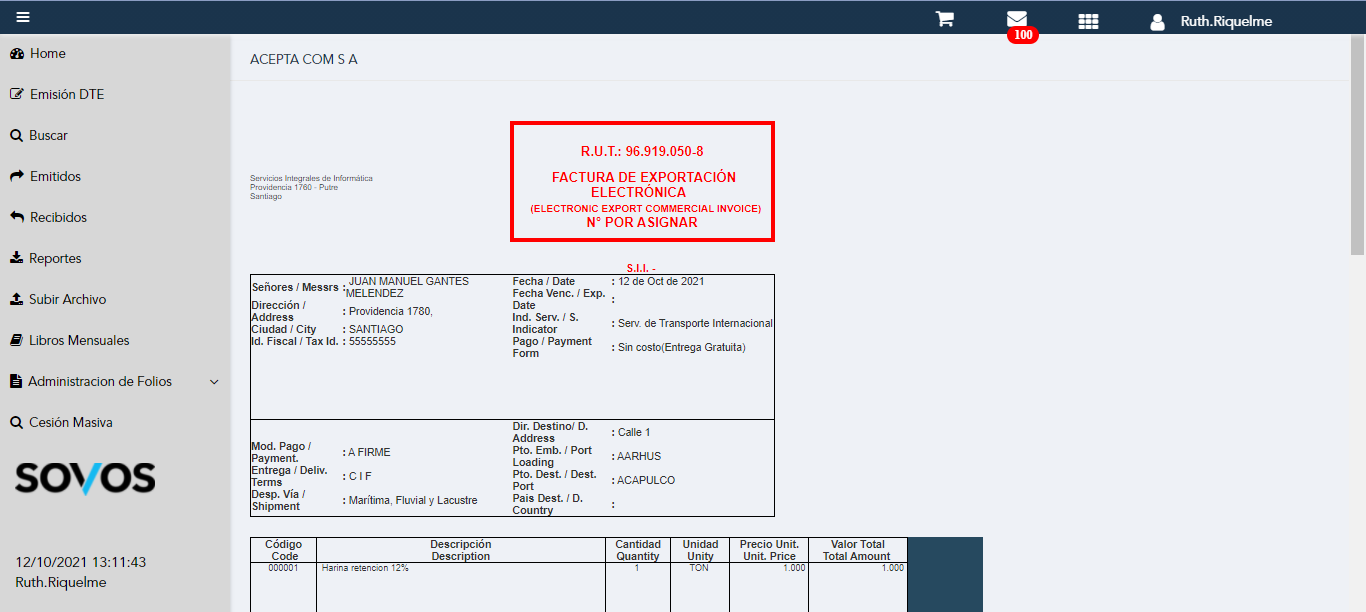 Ruth.Riquelme
100
Home
Emisión DTE
Buscar
Emitidos
Recibidos
Reportes
Subir Archivo
Libros Mensuales
Administracion de Folios
Cesión Masiva
SOVOS
12/10/2021 13:11:43
Ruth.Riquelme
ACEPTA COM S A
Servicios Integrales de Informática
Providencia 1760 - Putre
Santiago
R.U.T.: 96.919.050-8
FACTURA DE EXPORTACIÓN
ELECTRÓNICA
(ELECTRONIC EXPORT COMMERCIAL INVOICE)
N° POR ASIGNAR
S.I.I. -
Señores / Messrs : JUAN MANUEL GANTES
MELENDEZ
Dirección /
Address : Providencia 1780,
Ciudad / City : SANTIAGO
Id. Fiscal / Tax Id. : 55555555
Fecha / Date : 12 de Oct de 2021
Fecha Venc. / Exp.
Date :
Ind. Serv / S.
Indicator : Serv. de Transporte Internacional
Pago / Payment
Form : Sin costo(Entrega Gratuita)
Mod. Pago /
Payment. : A FIRME
Entrega / Deliv.
Terms : C I F
Desp. Vía /
Shipment : Marítima, Fluvial y Lacustre
Dir. Destino/ D.
Address : Calle 1
Pto. Emb. / Port
Loading : AARHUS
Pto. Dest. / Dest.
Port : ACAPULCO
Pais Dest. / D.
Country :
Código Descripción Cantidad Unidad Precio Unit. Valor Total
Code Description Quantity Unity Unit. Price Total Amount
000001 Harina retencion 12% 1 TON 1.000 1.000